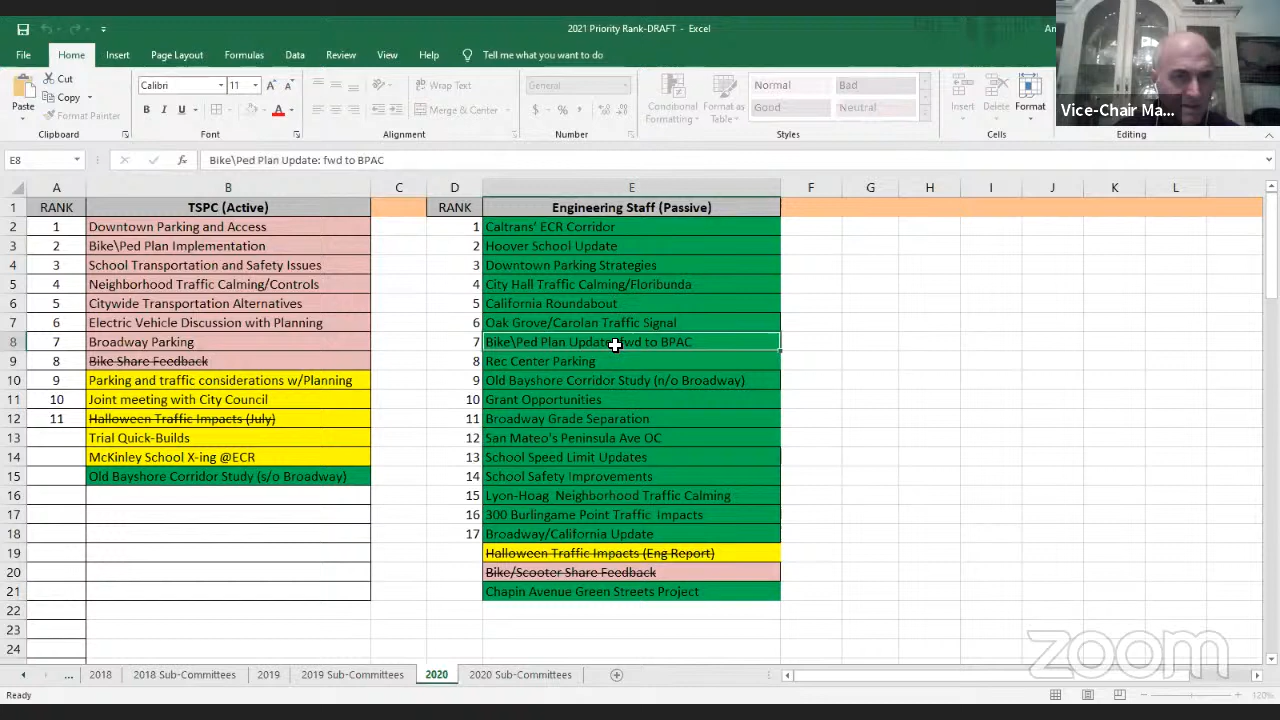 2021 Priority Rank-DRAFT - Excel
An
File Home Insert Page Layout Formulas Data Review View Help Tell me what you want to do
Paste
Cut
Copy
Format Painter
Clipboard
Calibri 11
B I U
Font
Wrap Text
Merge & Center
Alignment
General
$ % ,
Number
Conditional Formatting
Format as Table
Normal Bad
Good Neutral
Styles
Insert Delete Format
Cells
Editing
Vice-Chair Ma...
E8 fx Bike\Ped Plan Update: fwd to BPAC
A B C D E F G H I J K L
1 RANK TSPC (Active) RANK Engineering Staff (Passive)
2 1 Downtown Parking and Access 1 Caltrans' ECR Corridor
3 2 Bike\Ped Plan Implementation 2 Hoover School Update
4 3 School Transportation and Safety Issues 3 Downtown Parking Strategies
5 4 Neighborhood Traffic Calming/Controls 4 City Hall Traffic Calming/Floribunda
6 5 Citywide Transportation Alternatives 5 California Roundabout
7 6 Electric Vehicle Discussion with Planning 6 Oak Grove/Carolan Traffic Signal
8 7 Broadway Parking 7 Bike\Ped Plan Update: fwd to BPAC
9 8 Bike Share Feedback 8 Rec Center Parking
10 9 Parking and traffic considerations w/Planning 9 Old Bayshore Corridor Study (n/o Broadway)
11 10 Joint meeting with City Council 10 Grant Opportunities
12 11 Halloween Traffic Impacts (July) 11 Broadway Grade Separation
13 Trial Quick-Builds 12 San Mateo's Peninsula Ave OC
14 McKinley School X-ing @ECR 13 School Speed Limit Updates
15 Old Bayshore Corridor Study (s/o Broadway) 14 School Safety Improvements
16 15 Lyon-Hoag Neighborhood Traffic Calming
17 16 300 Burlingame Point Traffic Impacts
18 17 Broadway/California Update
19 Halloween Traffic Impacts (Eng Report)
20 Bike/Scooter Share Feedback
21 Chapin Avenue Green Streets Project
22
23
24
zoom
... 2018 2018 Sub-Committees 2019 2019 Sub-Committees 2020 2020 Sub-Committees
Ready 120%